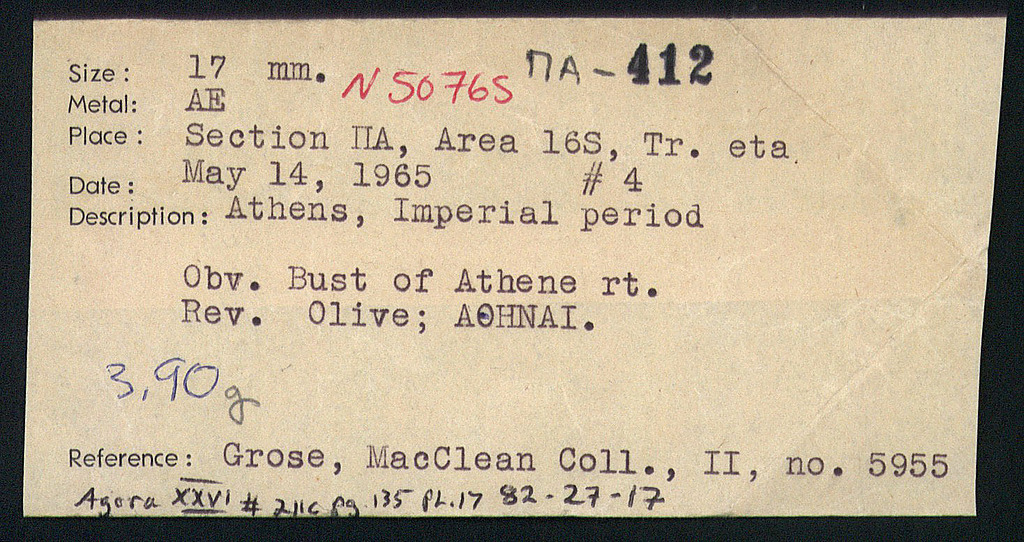 Size: 17 mm. N 50765 ΠΑ-412
Metal: AE
Place: Section ΠΑ, Area 16S, Tr. eta.
Date: May 14, 1965 # 4
Description: Athens, Imperial period
Obv. Bust of Athene rt.
Rev. Olive; ΑΘΗΝΑΙ.
3,90g
Reference: Grose, MacClean Coll., II, no. 5955
Agora XXVI # 211c pg. 135 PL.17 82-27-17